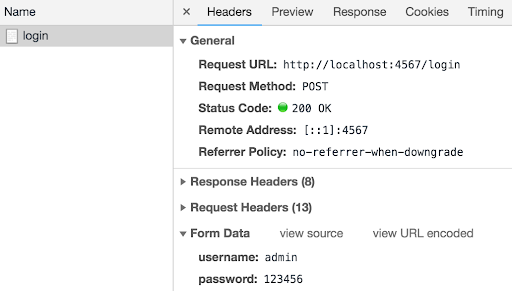 Name
login
× Headers Preview Response Cookies Timing
▼ General
Request URL: http://localhost:4567/login
Request Method: POST
Status Code: 200 OK
Remote Address: [::1]:4567
Referrer Policy: no-referrer-when-downgrade
▶ Response Headers (8)
▶ Request Headers (13)
▼ Form Data view source view URL encoded
username: admin
password: 123456